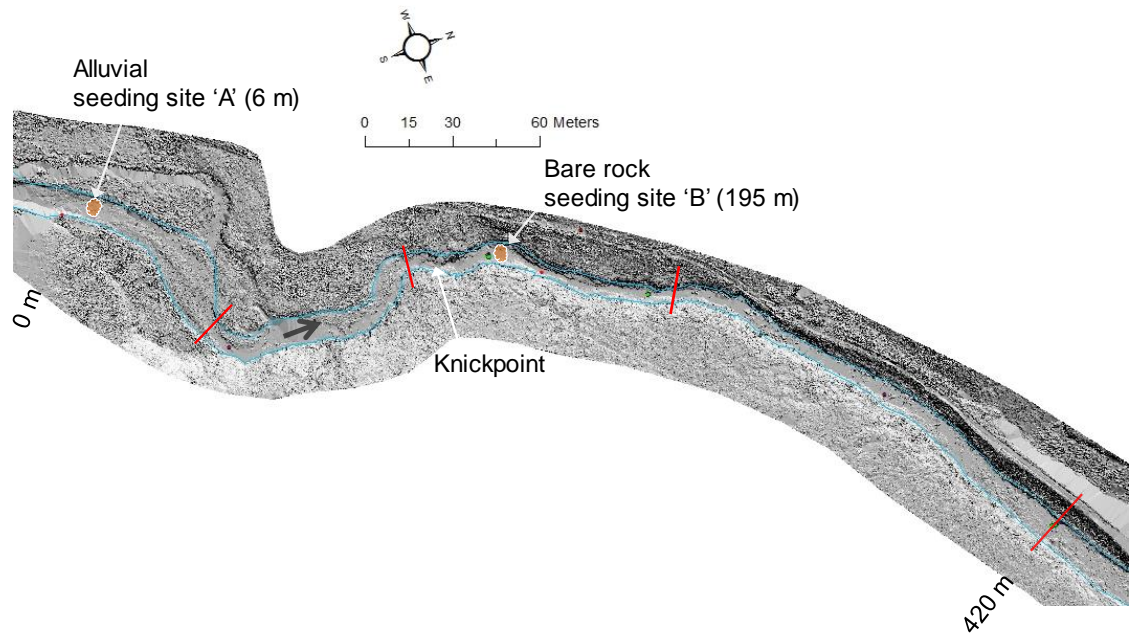 W
N
S
E
Alluvial
seeding site 'A' (6 m)
0 15 30 60 Meters
Bare rock
seeding site 'B' (195 m)
0 m
Knickpoint
420 m